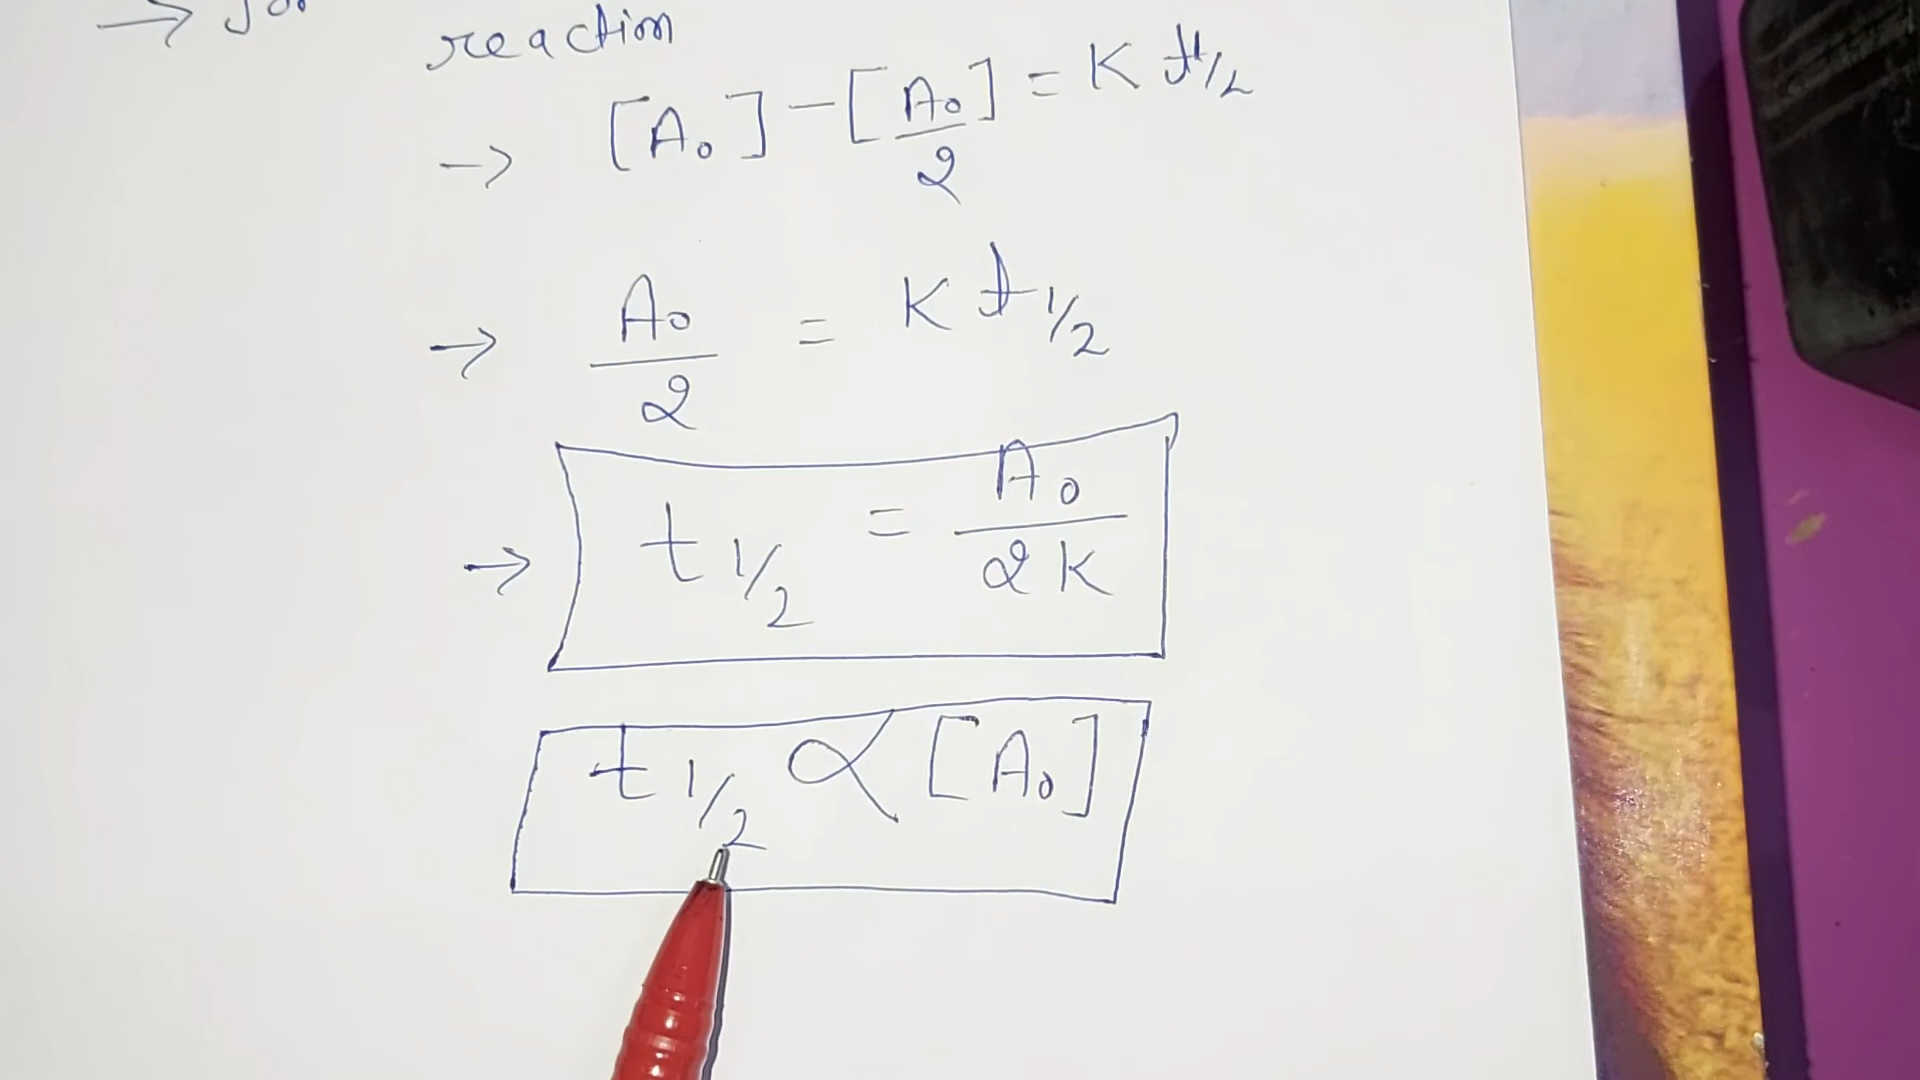 →
reaction
→ [A₀] - [A₀/2] = K t1/2
→ A₀/2 = K t1/2
→ t1/2 = A₀/2K
t1/2 ∝ [A₀]